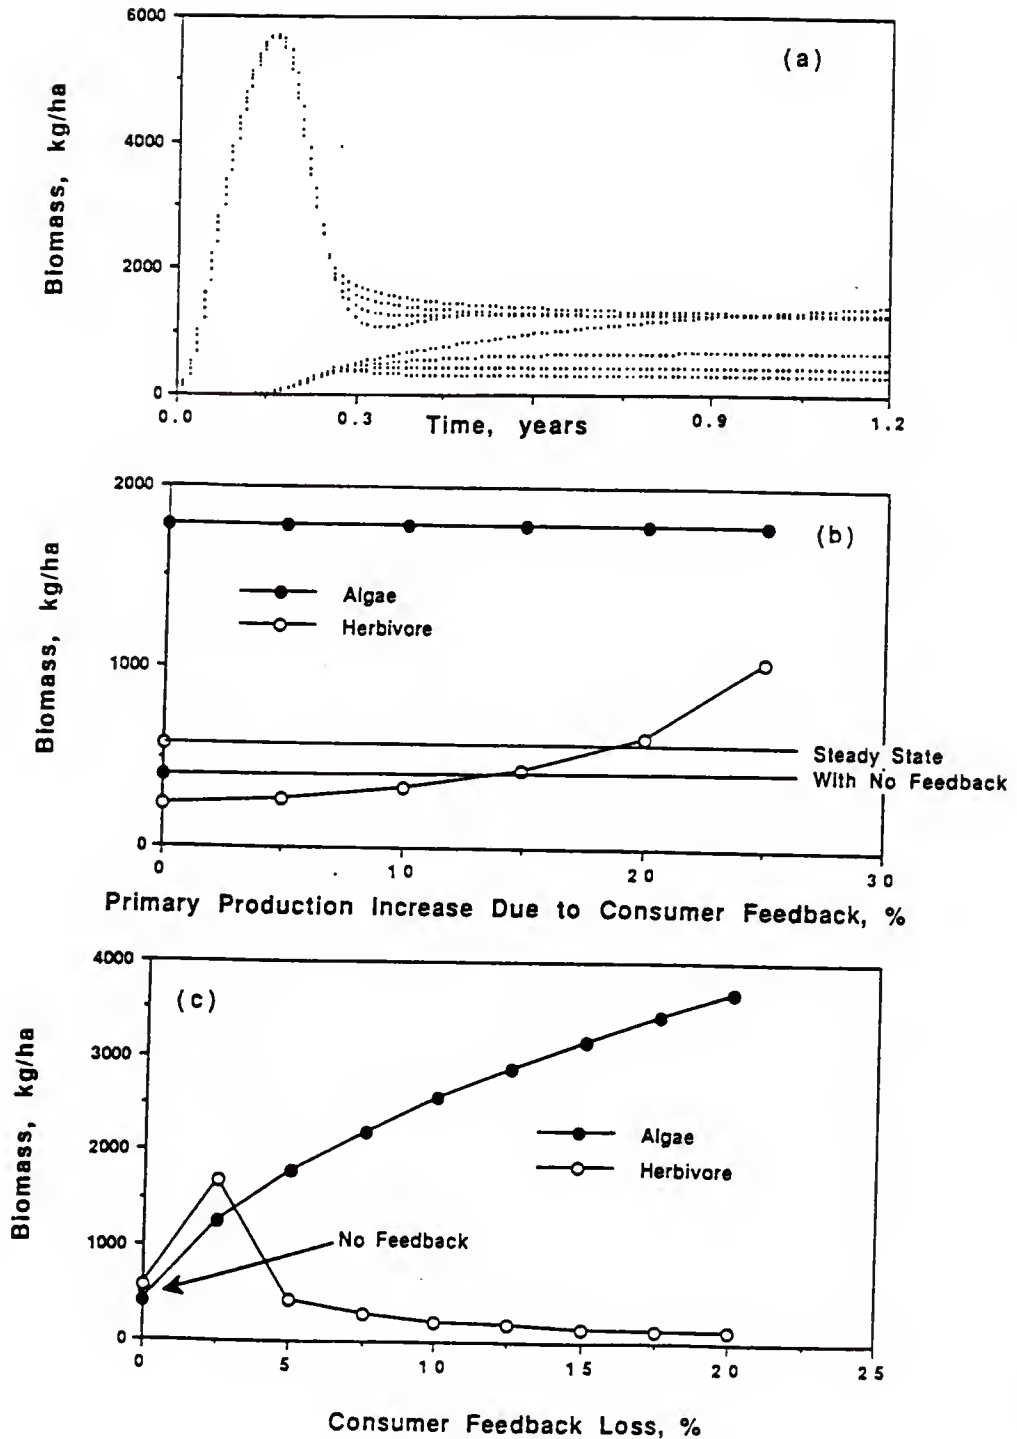 6000
4000
2000
0
Biomass, kg/ha
(a)
0.0
0.3
0.9
1.2
Time, years
2000
1000
0
Biomass, kg/ha
(b)
Algae
Herbivore
Steady State
With No Feedback
0
10
20
30
Primary Production Increase Due to Consumer Feedback, %
4000
3000
2000
1000
0
Biomass, kg/ha
(c)
Algae
Herbivore
No Feedback
0
5
10
15
20
25
Consumer Feedback Loss, %